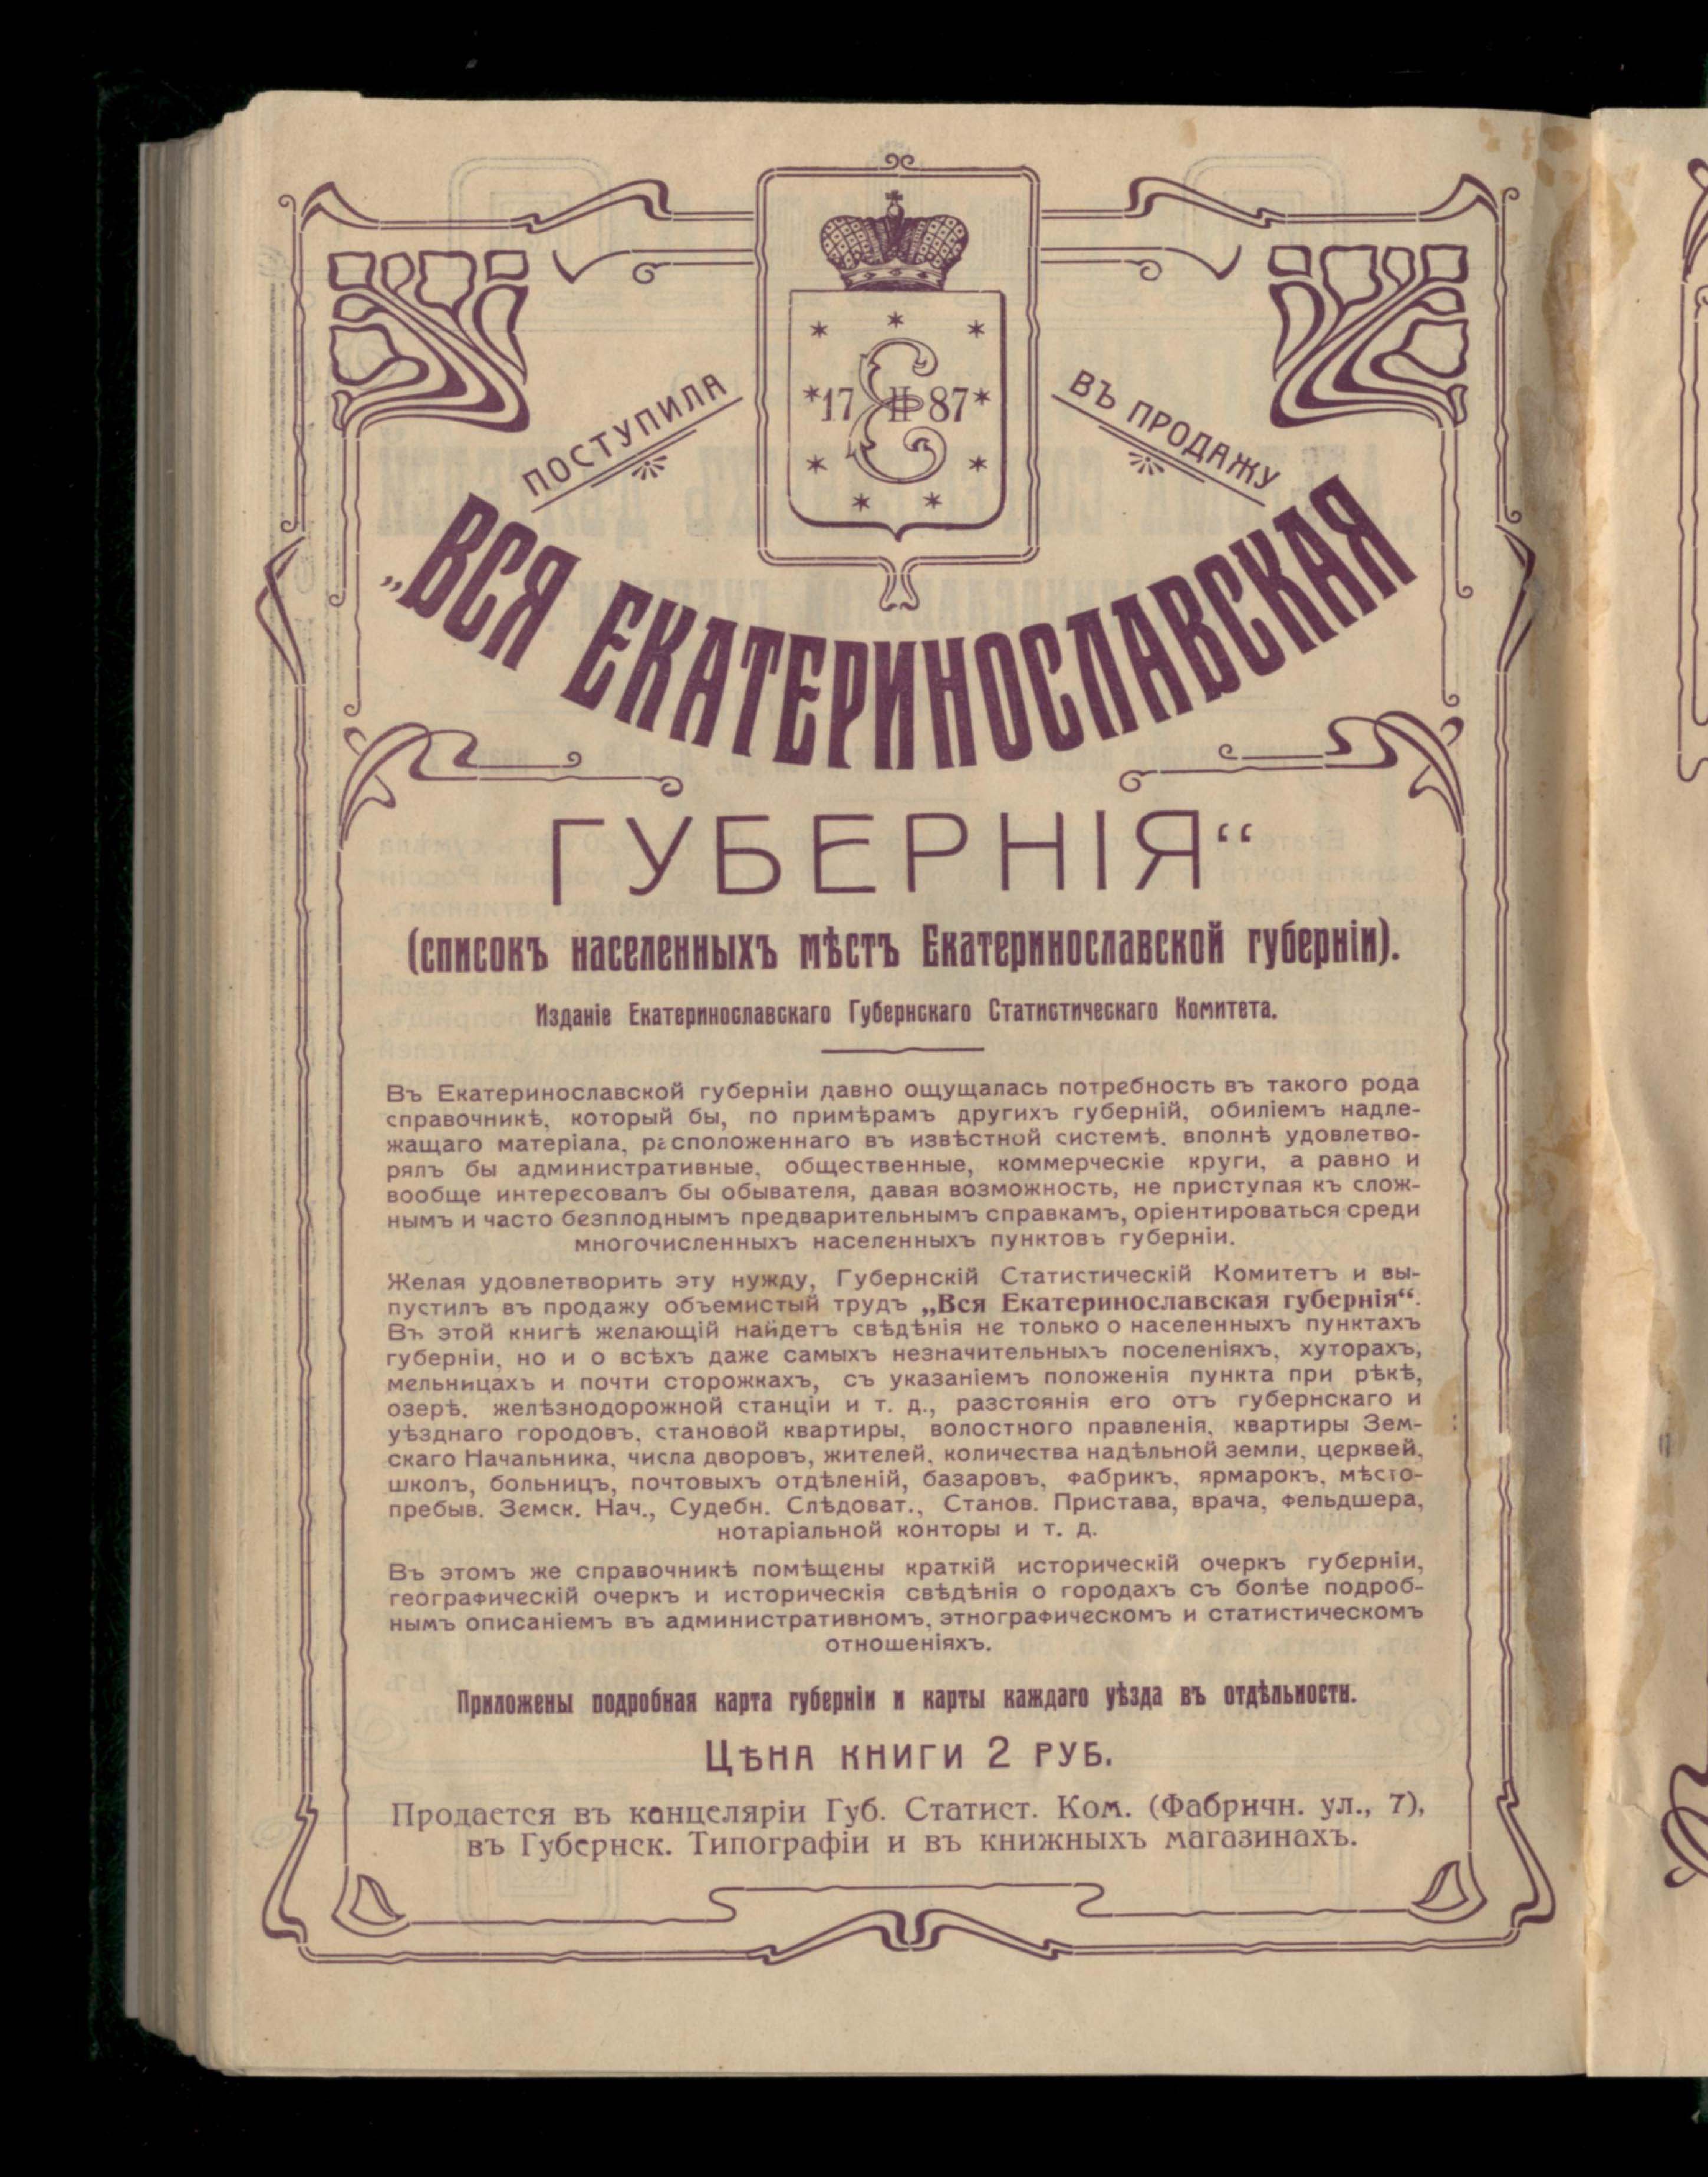 ПОСТУПИЛА
ВЪ ПРОДАЖУ
17 II 87
„ВСЯ ЕКАТЕРИНОСЛАВСКАЯ
ГУБЕРНІЯ“
(списокъ населенныхъ мѣстъ Екатеринославской губерніи).
Изданіе Екатеринославскаго Губернскаго Статистическаго Комитета.
Въ Екатеринославской губерніи давно ощущалась потребность въ такого рода
справочникѣ, который бы, по примѣрамъ другихъ губерній, обиліемъ надле-
жащаго матеріала, расположеннаго въ извѣстной системѣ. вполнѣ удовлетво-
рялъ бы административные, общественные, коммерческіе круги, а равно и
вообще интересовалъ бы обывателя, давая возможность, не приступая къ слож-
нымъ и часто безплоднымъ предварительнымъ справкамъ, оріентироваться среди
многочисленныхъ населенныхъ пунктовъ губерніи.
Желая удовлетворить эту нужду, Губернскій Статистическій Комитетъ и вы-
пустилъ въ продажу объемистый трудъ „Вся Екатеринославская губернія“.
Въ этой книгѣ желающій найдетъ свѣдѣнія не только о населенныхъ пунктахъ
губерніи, но и о всѣхъ даже самыхъ незначительныхъ поселеніяхъ, хуторахъ,
мельницахъ и почти сторожкахъ, съ указаніемъ положенія пункта при рѣкѣ,
озерѣ, желѣзнодорожной станціи и т. д., разстоянія его отъ губернскаго и
уѣзднаго городовъ, становой квартиры, волостного правленія, квартиры Зем-
скаго Начальника, числа дворовъ, жителей, количества надѣльной земли, церквей,
школъ, больницъ, почтовыхъ отдѣленій, базаровъ, фабрикъ, ярмарокъ, мѣсто-
пребыв. Земск. Нач., Судебн. Слѣдоват., Станов. Пристава, врача, фельдшера,
нотаріальной конторы и т. д.
Въ этомъ же справочникѣ помѣщены краткій историческій очеркъ губерніи,
географическій очеркъ и историческія свѣдѣнія о городахъ съ болѣе подроб-
нымъ описаніемъ въ административномъ, этнографическомъ и статистическомъ
отношеніяхъ.
Приложены подробная карта губерніи и карты каждаго уѣзда въ отдѣльности.
ЦѢНА КНИГИ 2 РУБ.
Продается въ канцеляріи Губ. Статист. Ком. (Фабричн. ул., 7),
въ Губернск. Типографіи и въ книжныхъ магазинахъ.